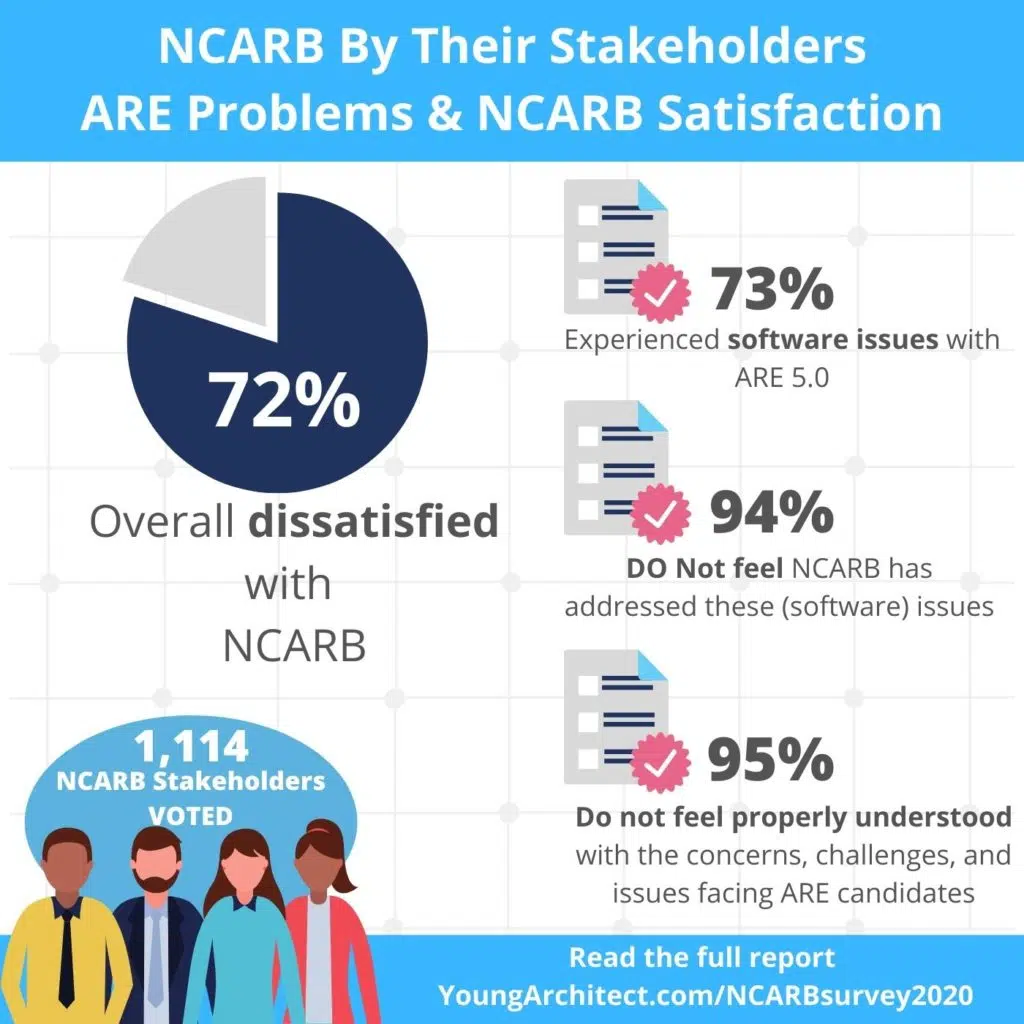 NCARB By Their Stakeholders
ARE Problems & NCARB Satisfaction
72%
Overall dissatisfied
with
NCARB
73%
Experienced software issues with
ARE 5.0
94%
DO Not feel NCARB has
addressed these (software) issues
95%
Do not feel properly understood
with the concerns, challenges, and
issues facing ARE candidates
1,114
NCARB Stakeholders
VOTED
Read the full report
YoungArchitect.com/NCARBsurvey2020